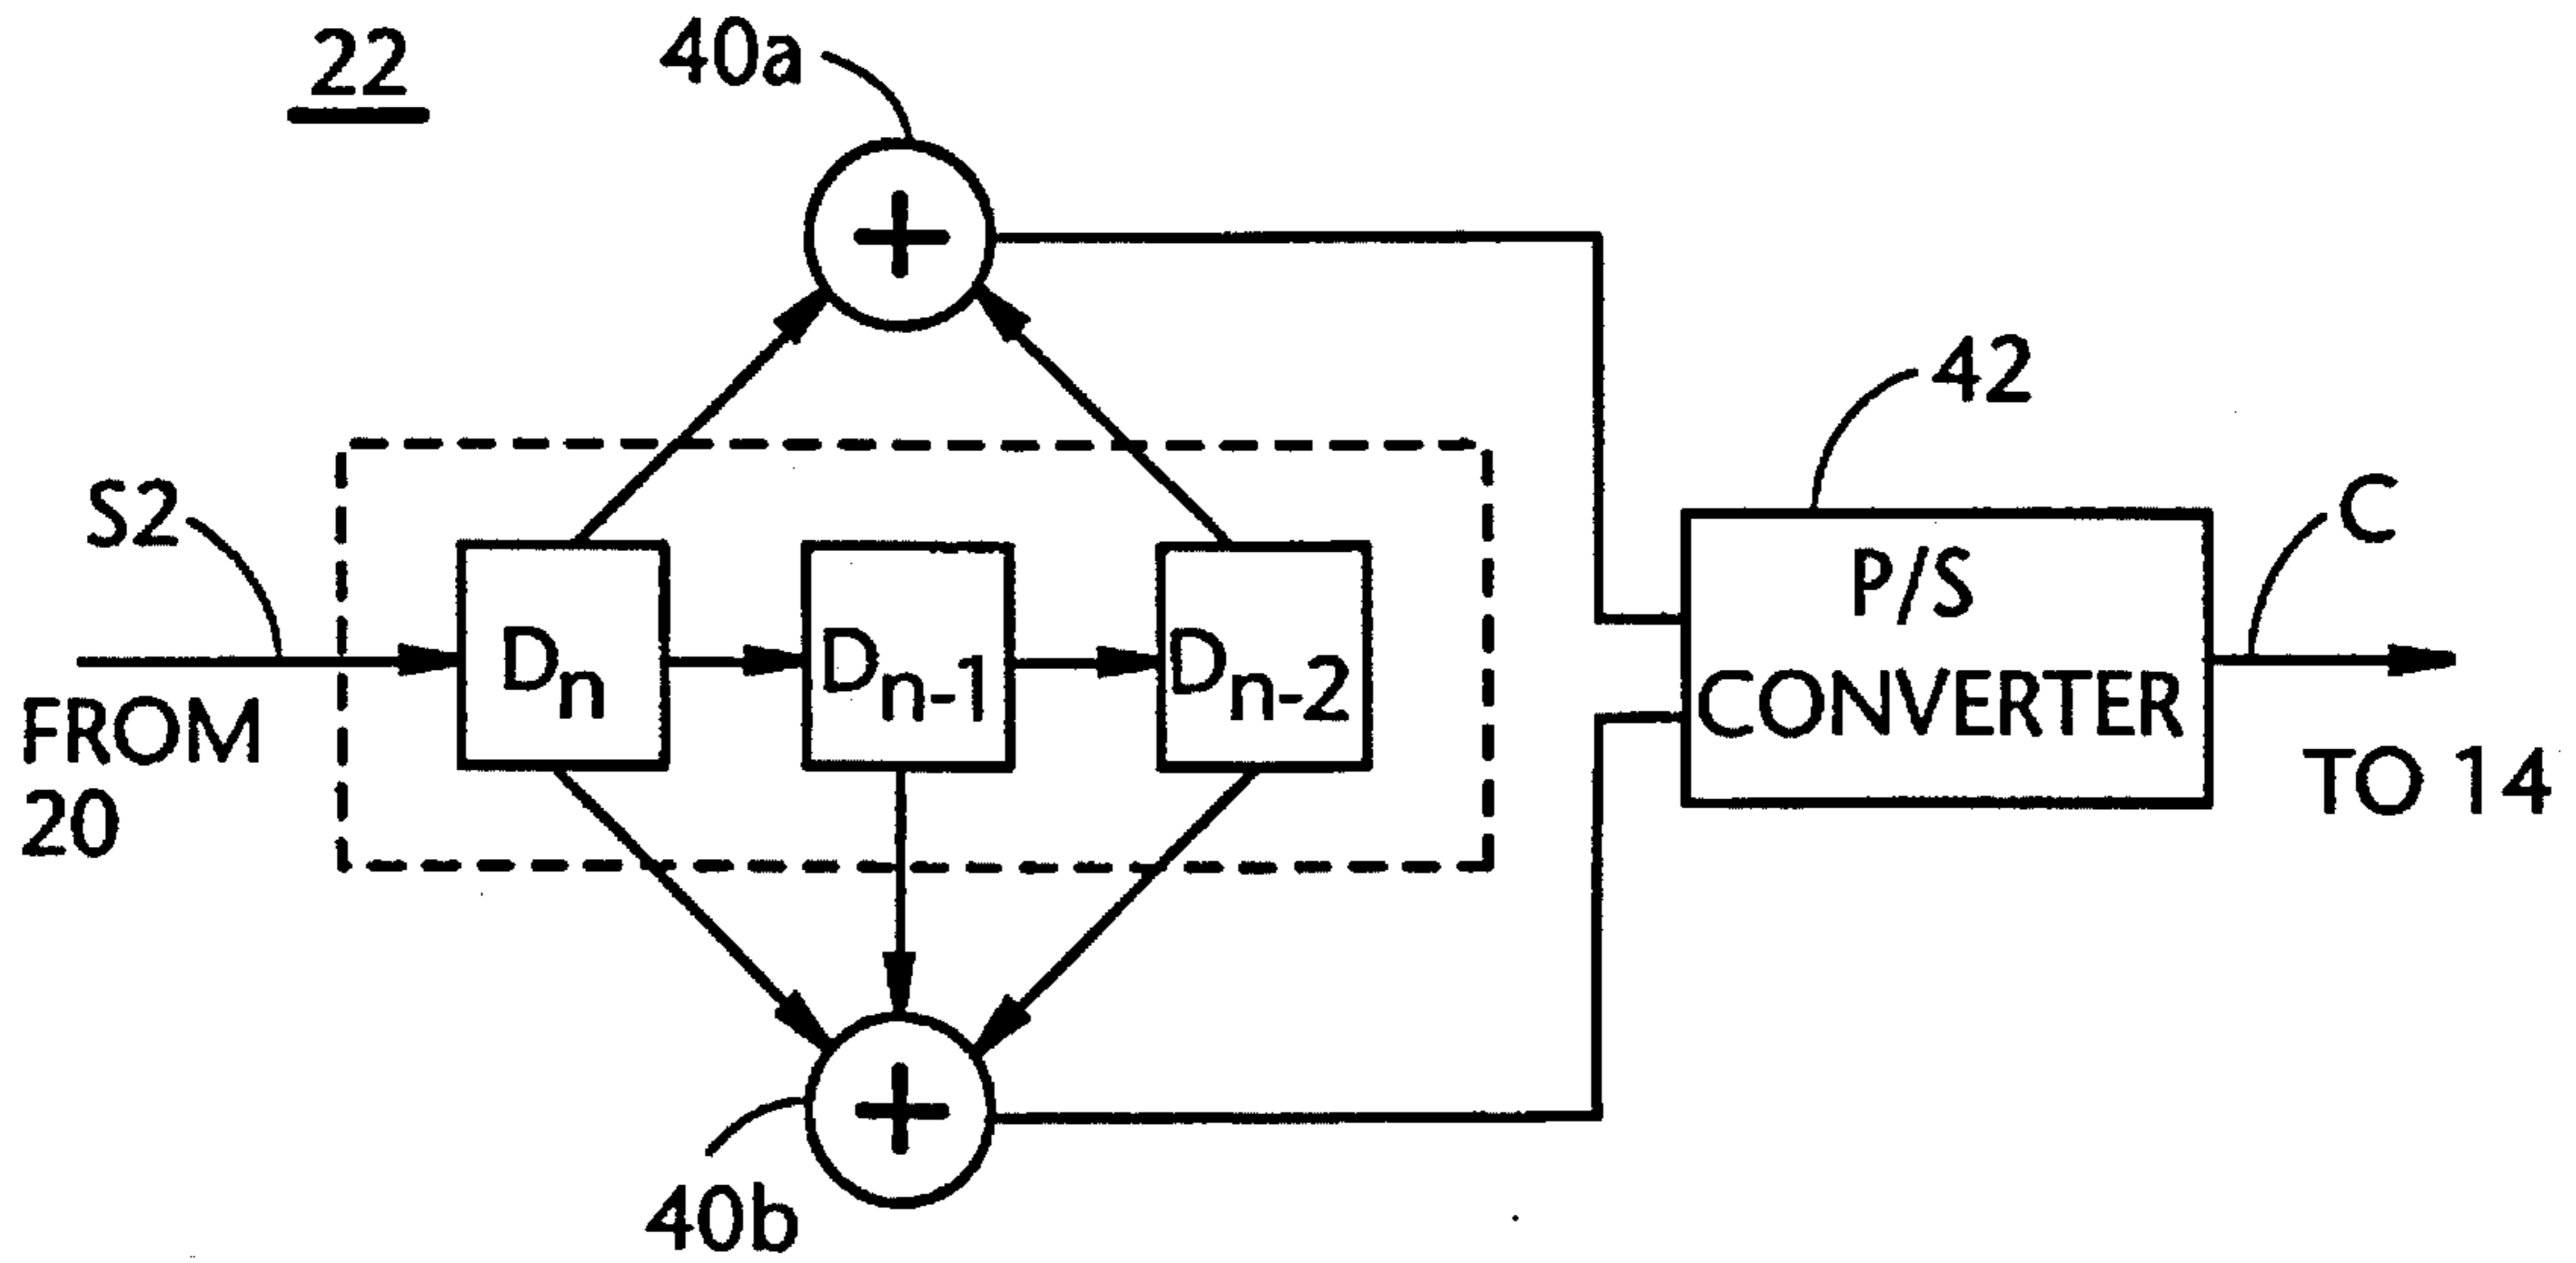 22
40a
42
S2
C
P/S
CONVERTER
Dn
Dn-1
Dn-2
FROM
20
TO 14
40b